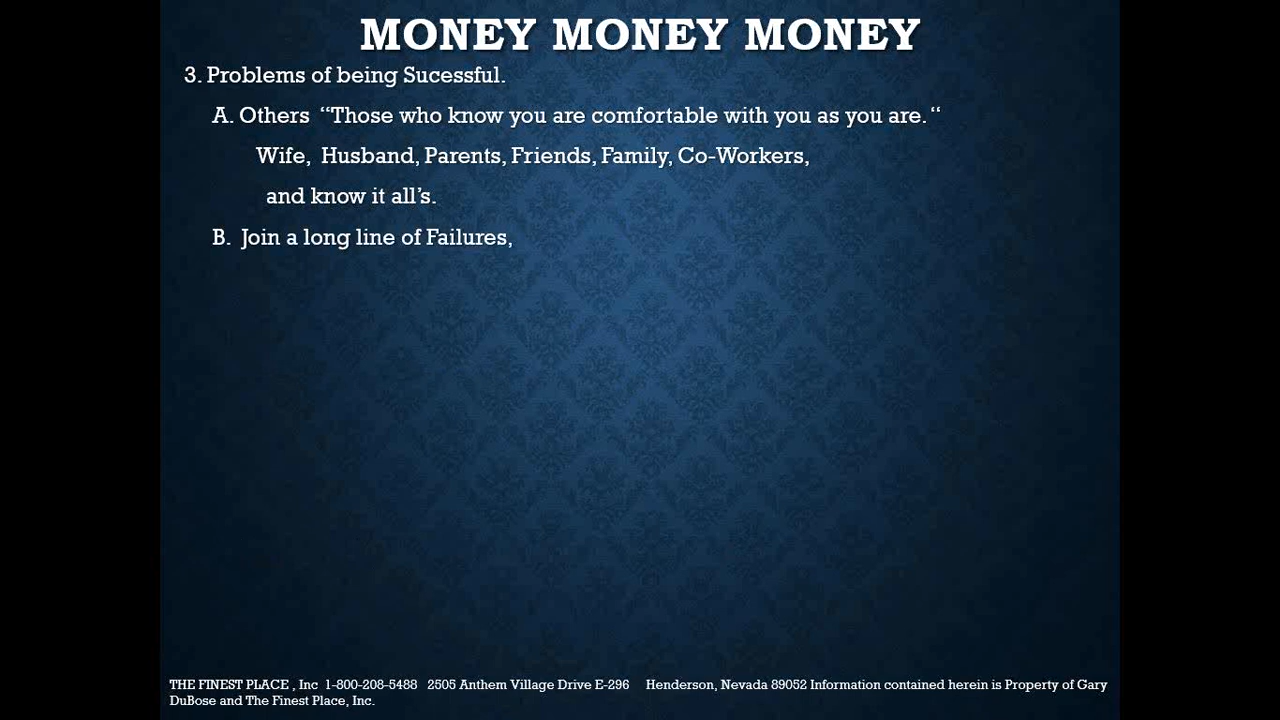 MONEY MONEY MONEY
3. Problems of being Sucessful.
A. Others  “Those who know you are comfortable with you as you are.“
Wife,  Husband, Parents, Friends, Family, Co-Workers,
and know it all’s.
B.  Join a long line of Failures,
THE FINEST PLACE , Inc  1-800-208-5488   2505 Anthem Village Drive E-296     Henderson, Nevada 89052 Information contained herein is Property of Gary
DuBose and The Finest Place, Inc.